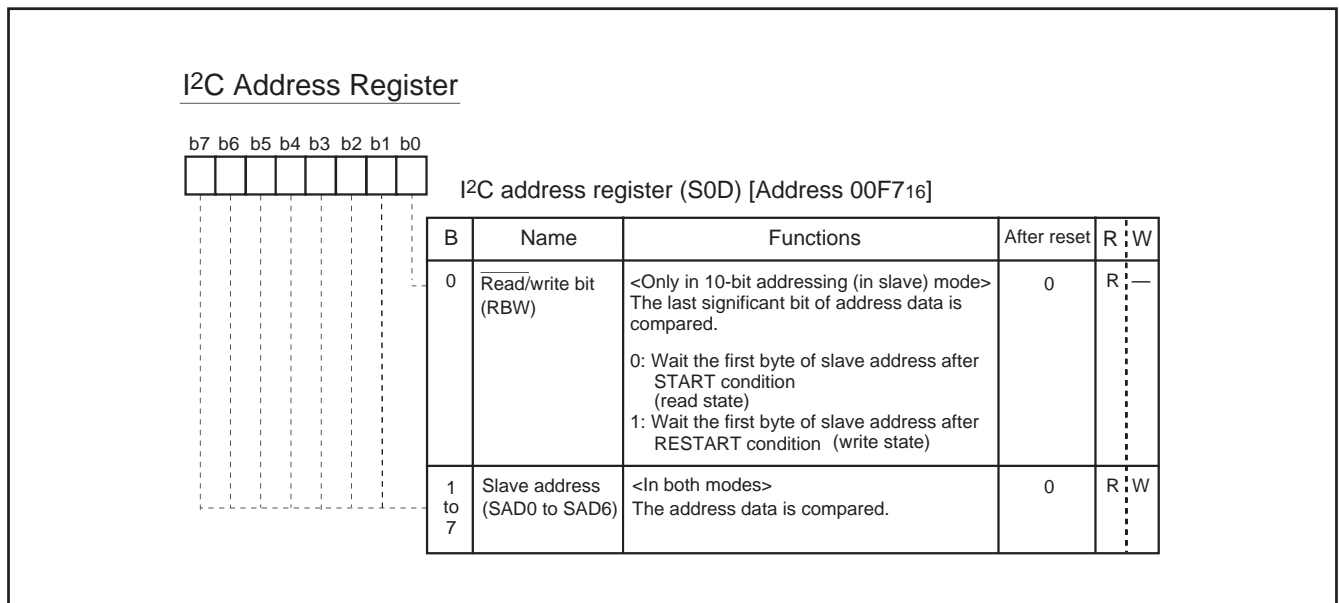 I2C Address Register
b7 b6 b5 b4 b3 b2 b1 b0
I2C address register (S0D) [Address 00F716]
B Name Functions After reset R W
0 Read/write bit (RBW) <Only in 10-bit addressing (in slave) mode> 0 R —
The last significant bit of address data is
compared.
0: Wait the first byte of slave address after
START condition
(read state)
1: Wait the first byte of slave address after
RESTART condition (write state)
1 to 7 Slave address (SAD0 to SAD6) <In both modes> 0 R W
The address data is compared.